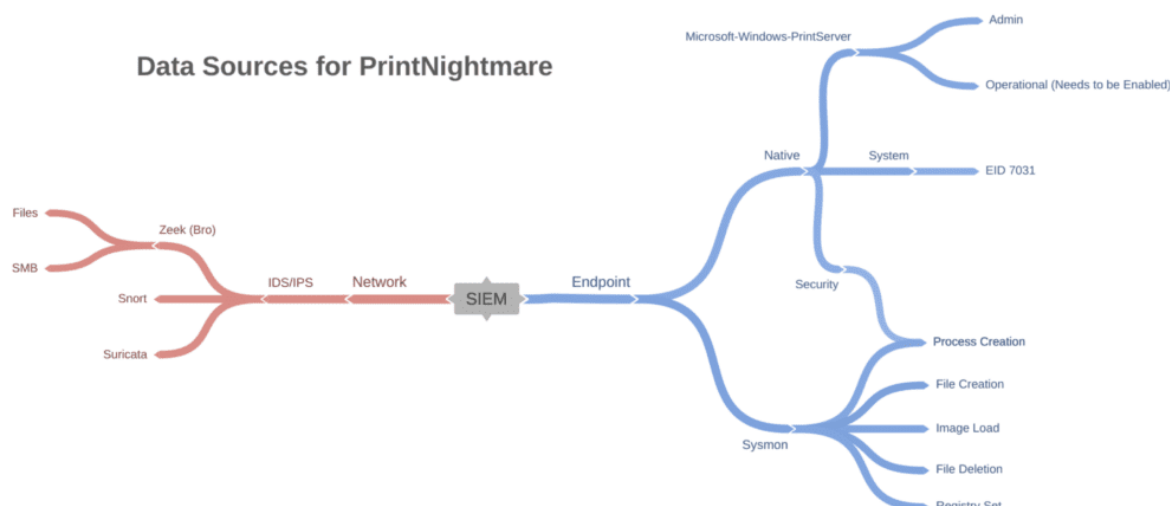 Data Sources for PrintNightmare
Microsoft-Windows-PrintServer
Admin
Operational (Needs to be Enabled)
Native
System
EID 7031
Security
Files
Zeek (Bro)
SMB
IDS/IPS
Network
SIEM
Endpoint
Snort
Suricata
Process Creation
File Creation
Image Load
Sysmon
File Deletion
Registry Set